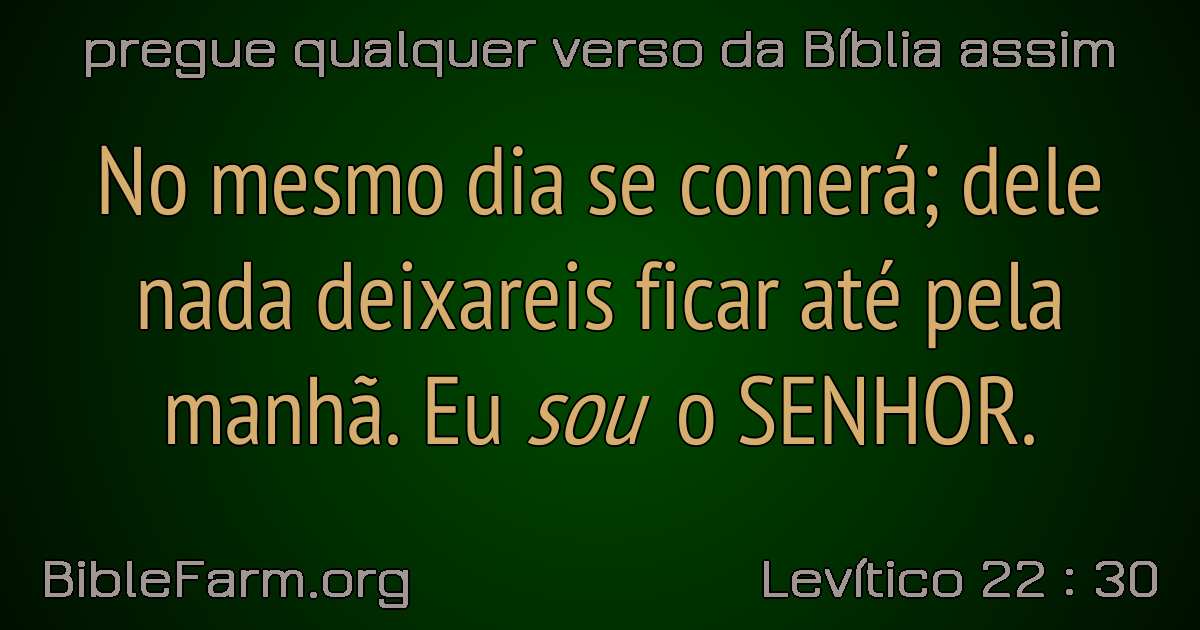 pregue qualquer verso da Bíblia assim
No mesmo dia se comerá; dele
nada deixareis ficar até pela
manhã. Eu sou o SENHOR.
BibleFarm.org
Levítico 22 : 30